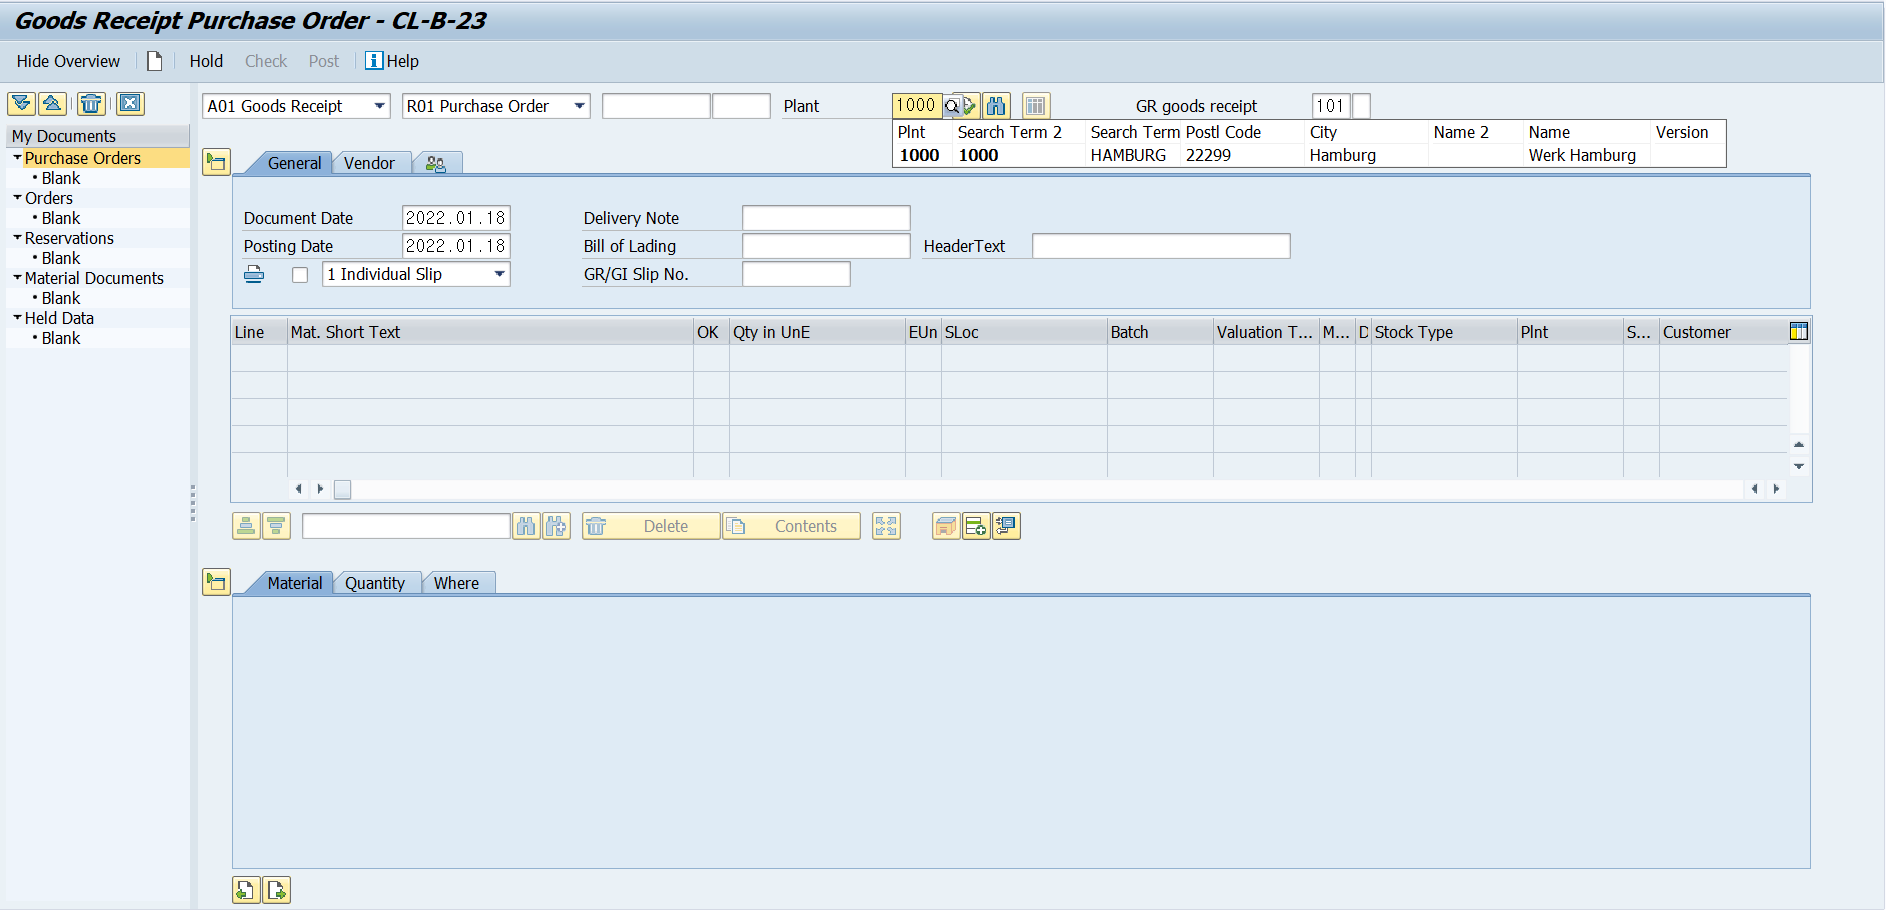 Goods Receipt Purchase Order - CL-B-23
Hide Overview Hold Check Post Help
A01 Goods Receipt R01 Purchase Order Plant 1000 GR goods receipt 101
Plnt Search Term 2 Search Term Postl Code City Name 2 Name Version
1000 1000 HAMBURG 22299 Hamburg Werk Hamburg
My Documents
Purchase Orders
Blank
Orders
Blank
Reservations
Blank
Material Documents
Blank
Held Data
Blank
General Vendor
Document Date 2022.01.18 Delivery Note
Posting Date 2022.01.18 Bill of Lading HeaderText
1 Individual Slip GR/GI Slip No.
Line Mat. Short Text OK Qty in UnE EUn SLoc Batch Valuation T... M... D Stock Type Plnt S... Customer
Delete Contents
Material Quantity Where